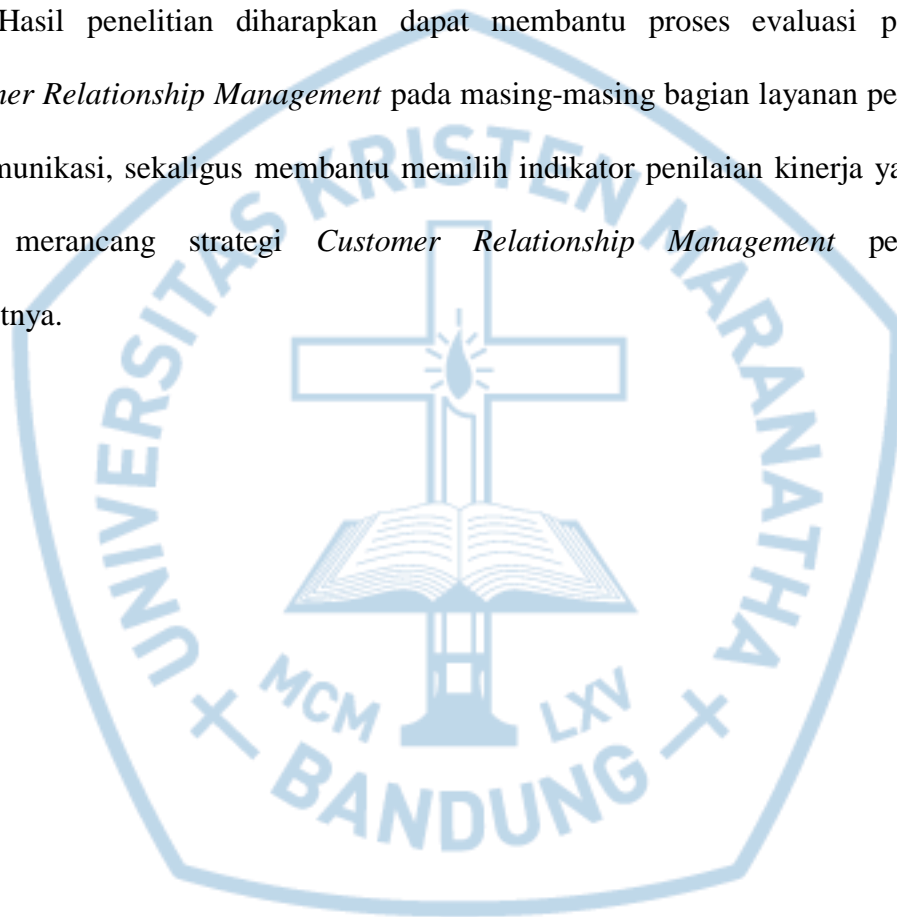 Hasil penelitian diharapkan dapat membantu proses evaluasi p
ner Relationship Management pada masing-masing bagian layanan pe
munikasi, sekaligus membantu memilih indikator penilaian kinerja ya
merancang strategi Customer Relationship Management pe
tnya.
UNIVERSITAS KRISTEN MARANATHA
MCM LXV
BANDUNG